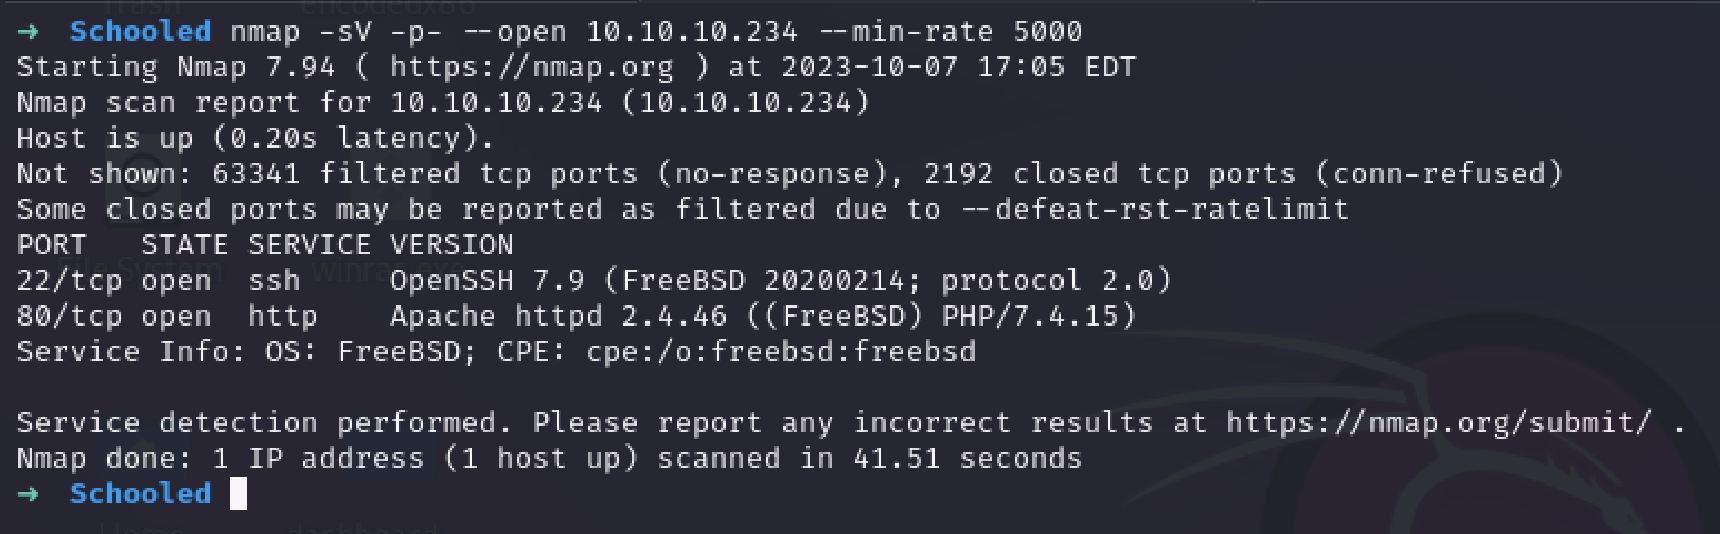 → Schooled nmap -sV -p- --open 10.10.10.234 --min-rate 5000
Starting Nmap 7.94 ( https://nmap.org ) at 2023-10-07 17:05 EDT
Nmap scan report for 10.10.10.234 (10.10.10.234)
Host is up (0.20s latency).
Not shown: 63341 filtered tcp ports (no-response), 2192 closed tcp ports (conn-refused)
Some closed ports may be reported as filtered due to --defeat-rst-ratelimit
PORT   STATE SERVICE VERSION
22/tcp open  ssh     OpenSSH 7.9 (FreeBSD 20200214; protocol 2.0)
80/tcp open  http    Apache httpd 2.4.46 ((FreeBSD) PHP/7.4.15)
Service Info: OS: FreeBSD; CPE: cpe:/o:freebsd:freebsd
Service detection performed. Please report any incorrect results at https://nmap.org/submit/ .
Nmap done: 1 IP address (1 host up) scanned in 41.51 seconds
→ Schooled
Trash
encodedx86
File System
Home
dashboard